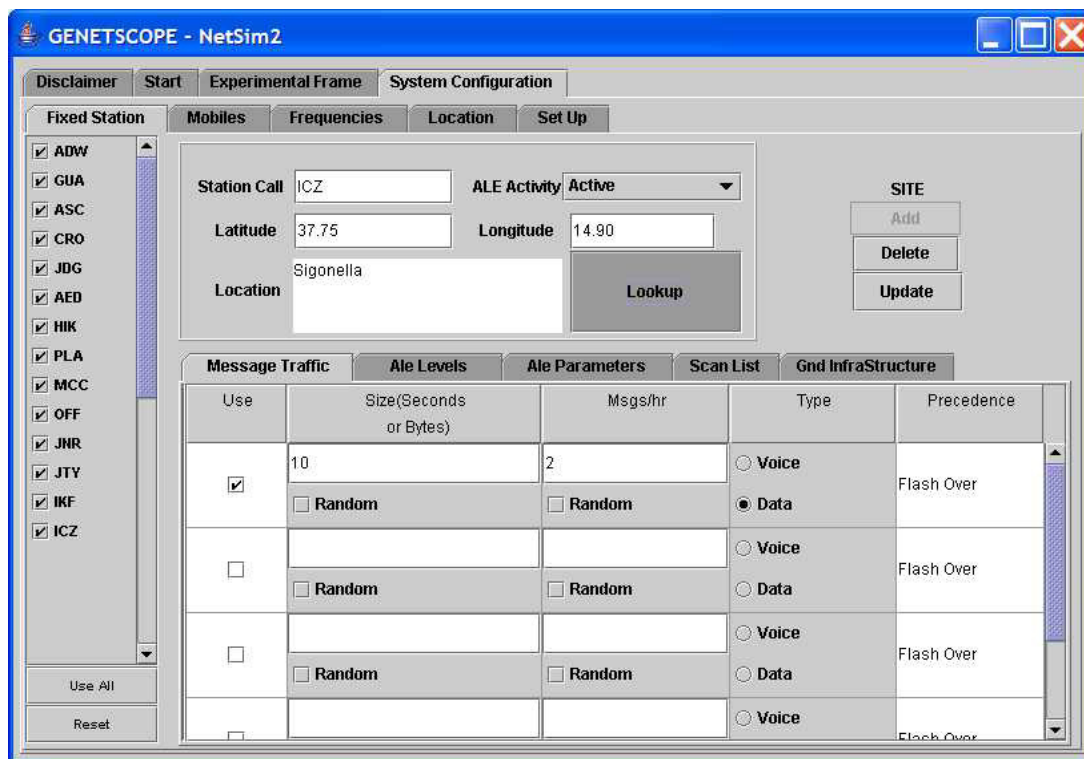 GENETSCOPE - NetSim2
Disclaimer Start Experimental Frame System Configuration
Fixed Station Mobiles Frequencies Location Set Up
ADW
GUA
ASC
CRO
JDG
AED
HIK
PLA
MCC
OFF
JNR
JTY
IKF
ICZ
Use All
Reset
Station Call ICZ ALE Activity Active
Latitude 37.75 Longitude 14.90
Location Sigonella Lookup
SITE
Add
Delete
Update
Message Traffic Ale Levels Ale Parameters Scan List Gnd InfraStructure
Use Size(Seconds or Bytes) Msgs/hr Type Precedence
10 2 Voice
Flash Over
Random Random Data
Voice
Flash Over
Random Random Data
Voice
Flash Over
Random Random Data
Voice
Flash Over